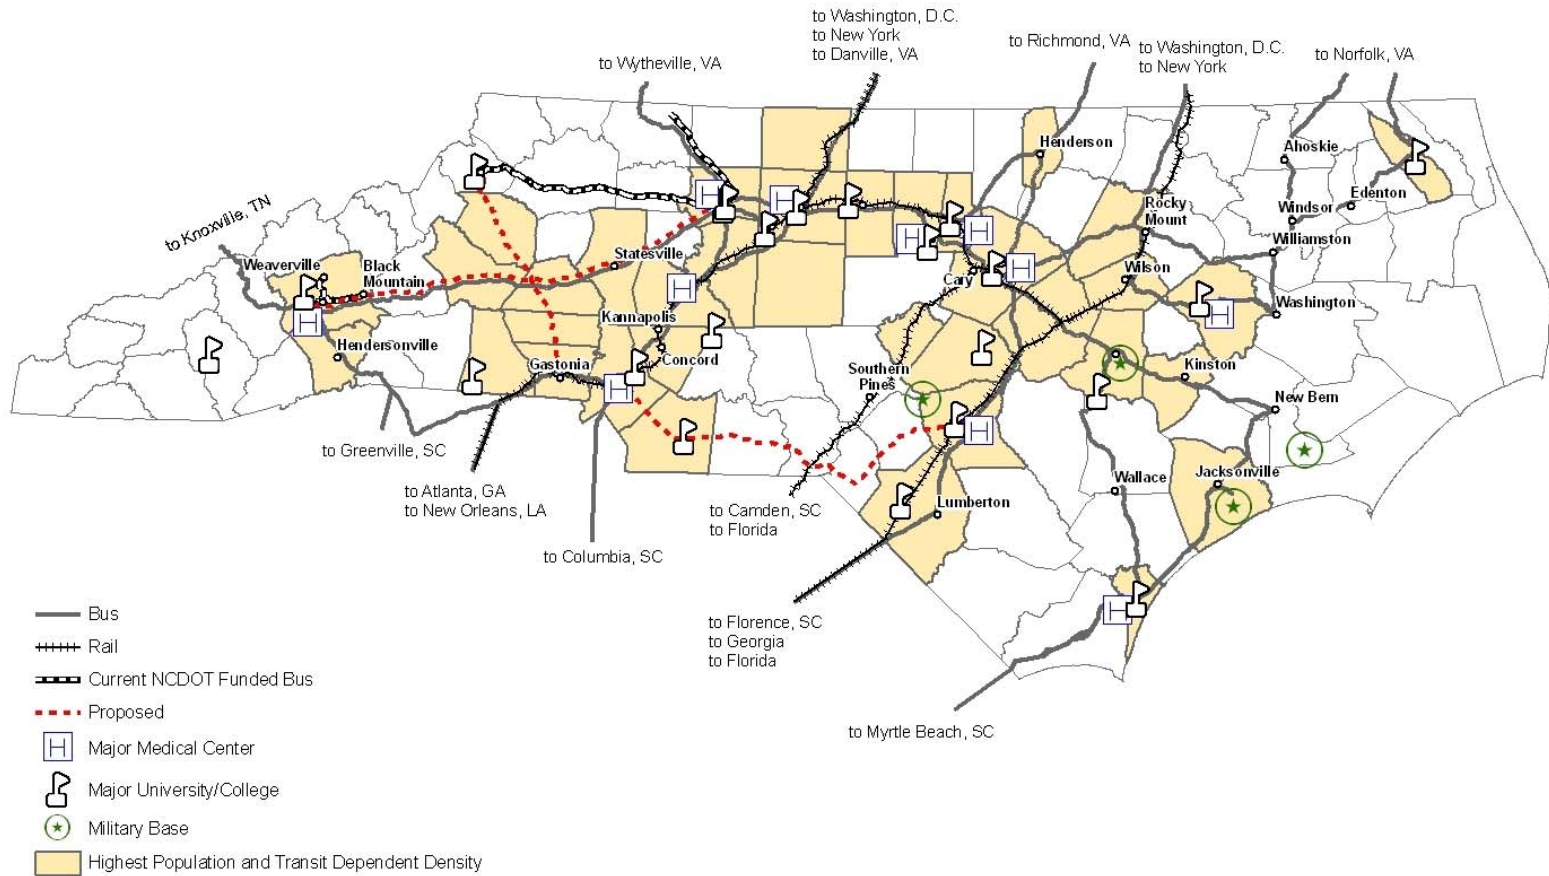 to Washington, D.C.
to New York
to Danville, VA
to Richmond, VA
to Washington, D.C.
to New York
to Norfolk, VA
to Wytheville, VA
Henderson
Ahoskie
Edenton
to Knoxville, TN
Rocky
Mount
Windsor
Williamston
Weaverville
Black
Mountain
Statesville
Cary
Wilson
Washington
Kannapolis
Hendersonville
Gastonia
Concord
Southern
Pines
Kinston
New Bern
to Greenville, SC
Wallace
Jacksonville
to Atlanta, GA
to New Orleans, LA
Lumberton
to Camden, SC
to Florida
to Columbia, SC
to Florence, SC
to Georgia
to Florida
to Myrtle Beach, SC
Bus
Rail
Current NCDOT Funded Bus
Proposed
H Major Medical Center
Major University/College
Military Base
Highest Population and Transit Dependent Density